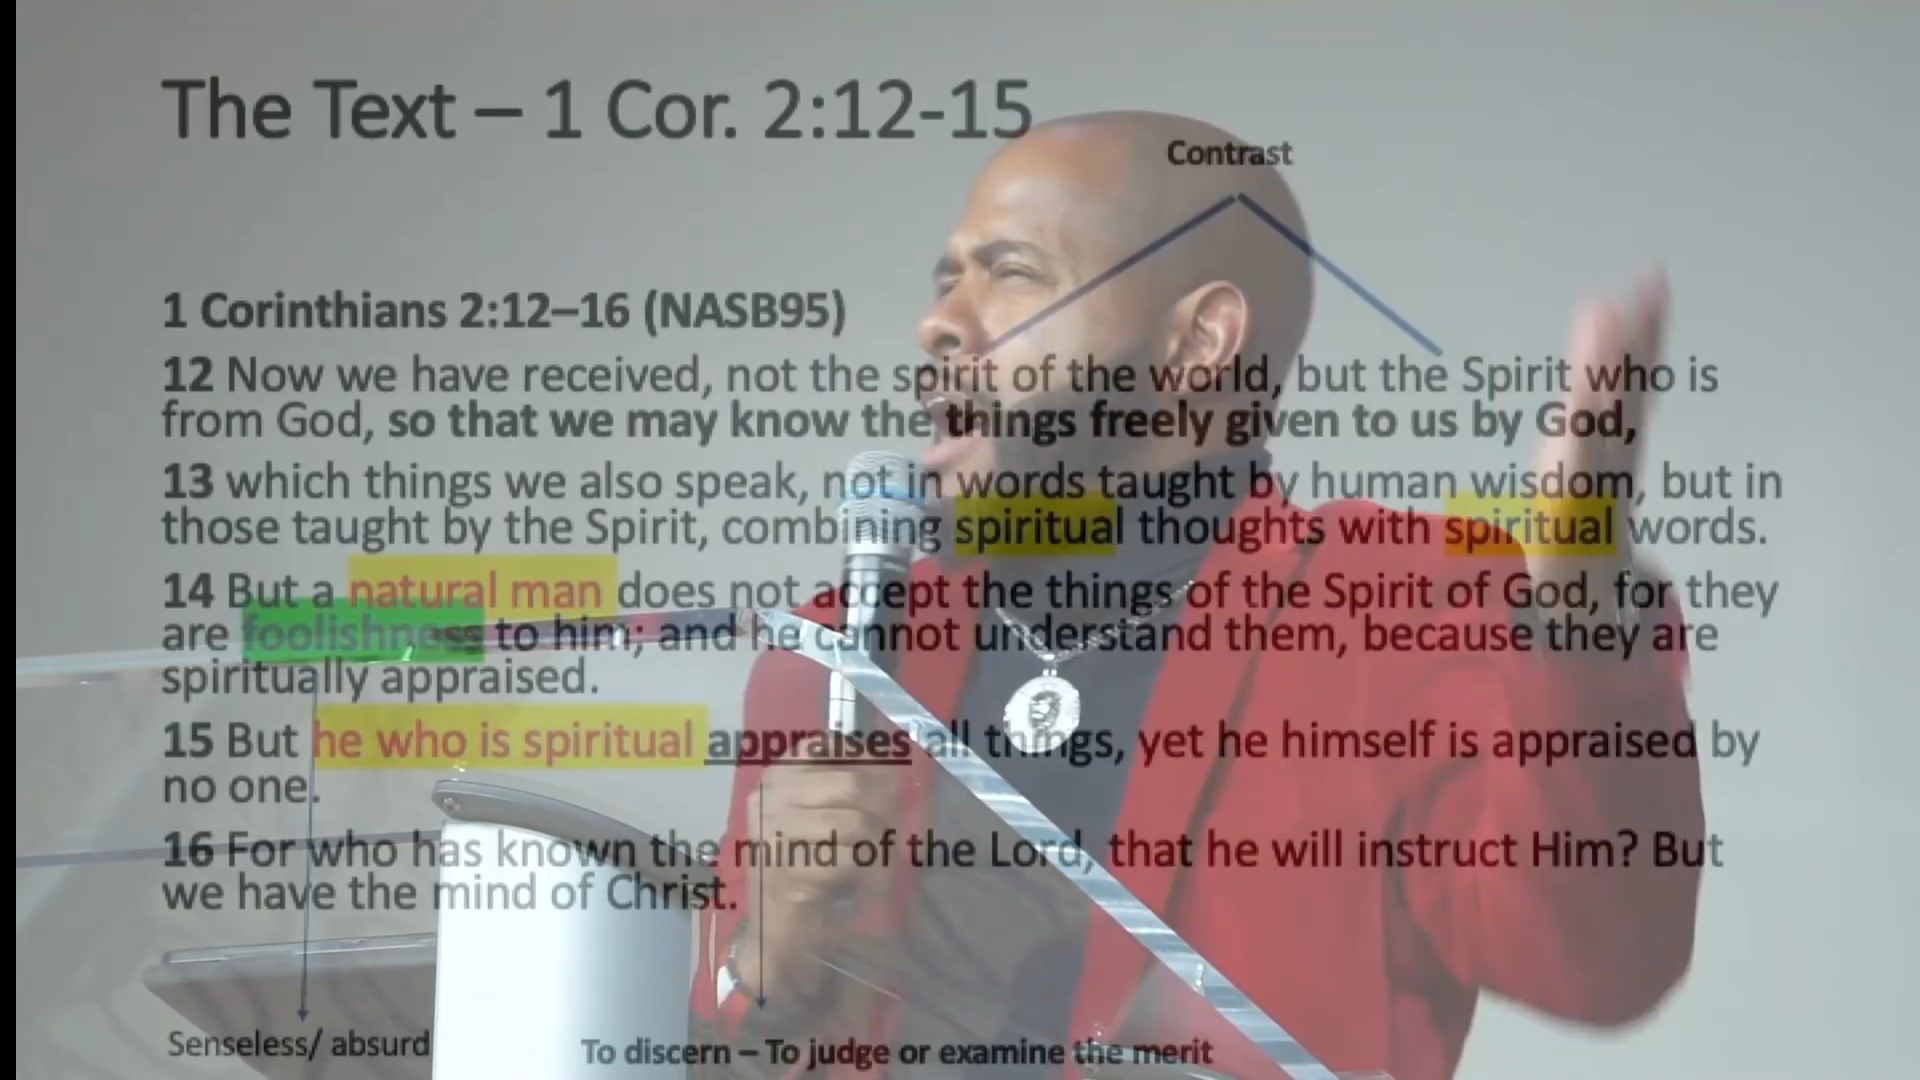 The Text – 1 Cor. 2:12-15
Contrast
1 Corinthians 2:12–16 (NASB95)
12 Now we have received, not the spirit of the world, but the Spirit who is
from God, so that we may know the things freely given to us by God,
13 which things we also speak, not in words taught by human wisdom, but in
those taught by the Spirit, combining spiritual thoughts with spiritual words.
14 But a natural man does not accept the things of the Spirit of God, for they
are foolishness to him; and he cannot understand them, because they are
spiritually appraised.
15 But he who is spiritual appraises all things, yet he himself is appraised by
no one.
16 For who has known the mind of the Lord, that he will instruct Him? But
we have the mind of Christ.
Senseless/ absurd
To discern – To judge or examine the merit